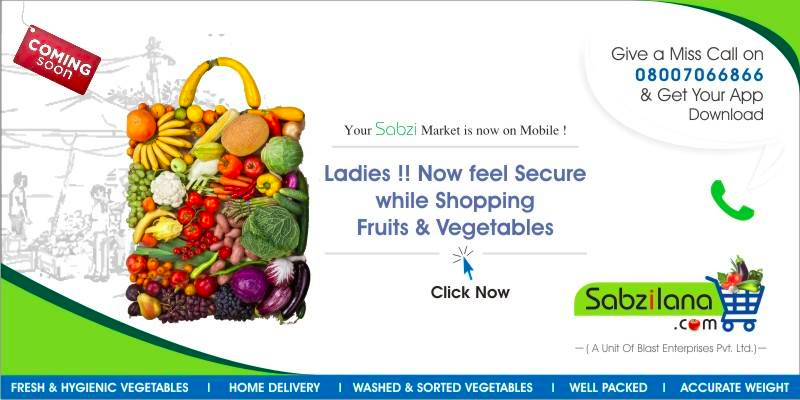 COMING
soon
Give a Miss Call on
08007066866
& Get Your App
Download
Your Sabzi Market is now on Mobile !
Ladies !! Now feel Secure
while Shopping
Fruits & Vegetables
Click Now
Sabzilana
.com
( A Unit Of Blast Enterprises Pvt. Ltd.)
FRESH & HYGIENIC VEGETABLES I HOME DELIVERY I WASHED & SORTED VEGETABLES I WELL PACKED I ACCURATE WEIGHT